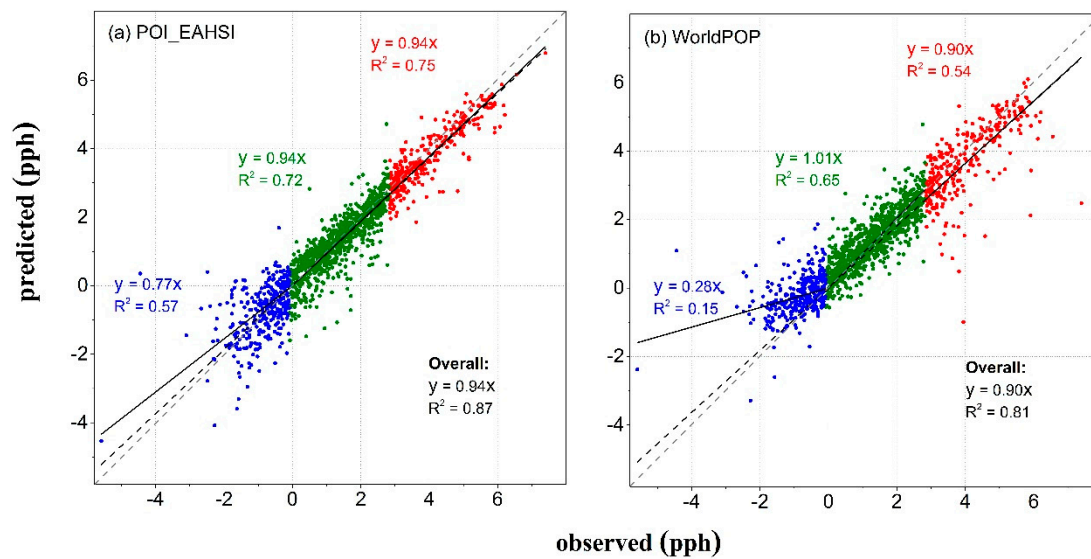 (a) POI_EAHSI
y = 0.94x
R² = 0.75
y = 0.94x
R² = 0.72
y = 0.77x
R² = 0.57
Overall:
y = 0.94x
R² = 0.87
6
4
2
0
-2
-4
-4
-2
0
2
4
6
predicted (pph)
(b) WorldPOP
y = 0.90x
R² = 0.54
y = 1.01x
R² = 0.65
y = 0.28x
R² = 0.15
Overall:
y = 0.90x
R² = 0.81
6
4
2
0
-2
-4
-4
-2
0
2
4
6
observed (pph)